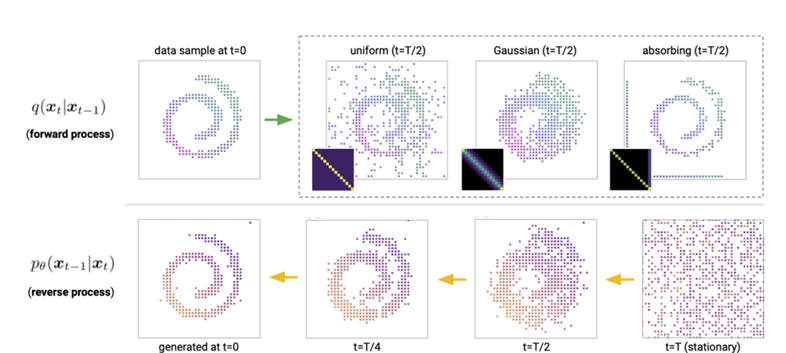 data sample at t=0
uniform (t=T/2)
Gaussian (t=T/2)
absorbing (t=T/2)
q(xₜ|xₜ₋₁)
(forward process)
pθ(xₜ₋₁|xₜ)
(reverse process)
generated at t=0
t=T/4
t=T/2
t=T (stationary)